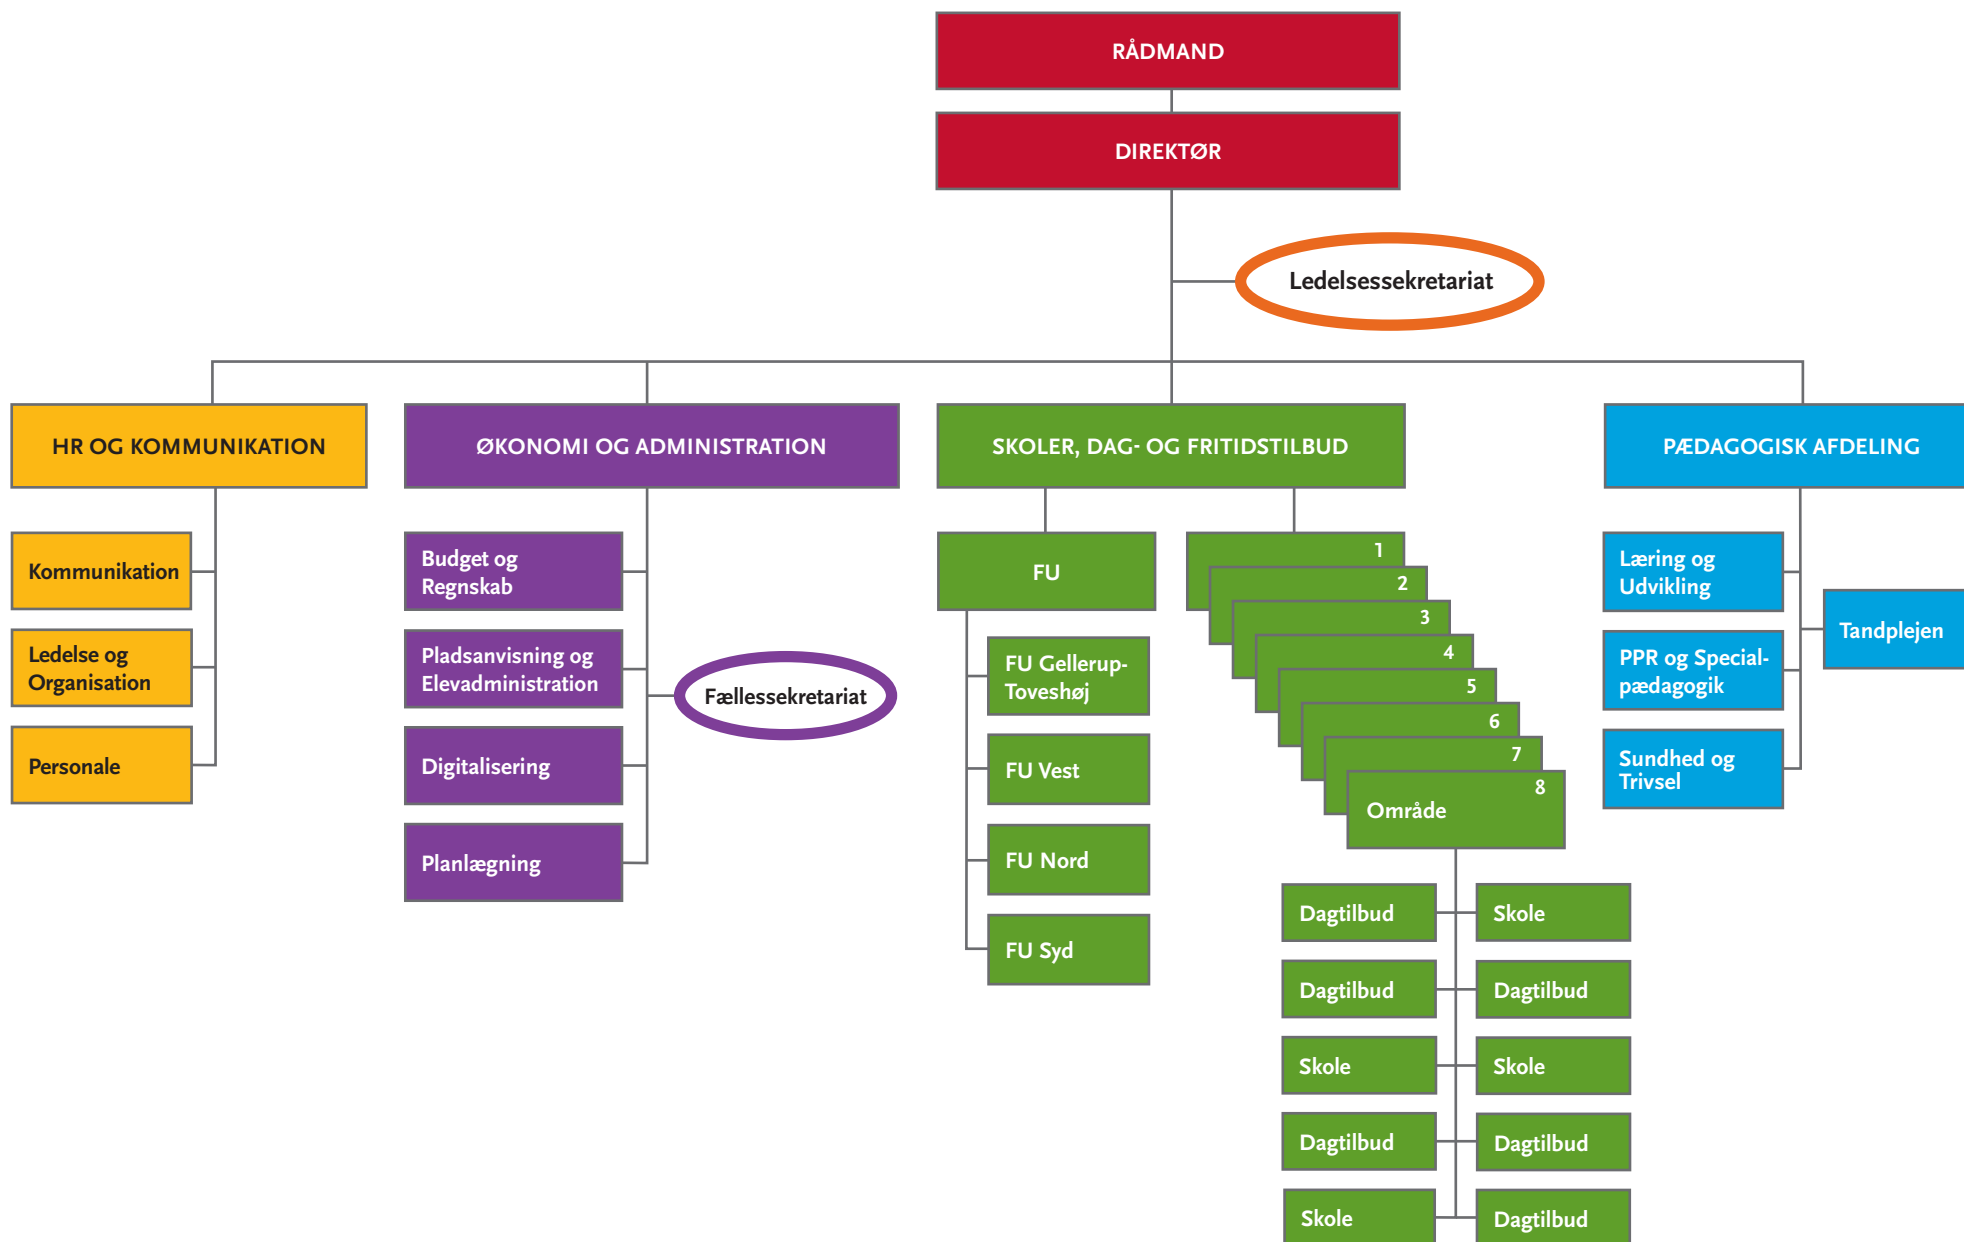 RÅDMAND
DIREKTØR
Ledelsessekretariat
HR OG KOMMUNIKATION
Kommunikation
Ledelse og
Organisation
Personale
ØKONOMI OG ADMINISTRATION
Budget og
Regnskab
Pladsanvisning og
Elevadministration
Digitalisering
Planlægning
Fællessekretariat
SKOLER, DAG- OG FRITIDSTILBUD
FU
FU Gellerup-
Toveshøj
FU Vest
FU Nord
FU Syd
1
2
3
4
5
6
7
8
Område
Dagtilbud
Skole
Dagtilbud
Dagtilbud
Skole
Skole
Dagtilbud
Dagtilbud
Skole
Dagtilbud
PÆDAGOGISK AFDELING
Læring og
Udvikling
PPR og Special-
pædagogik
Sundhed og
Trivsel
Tandplejen